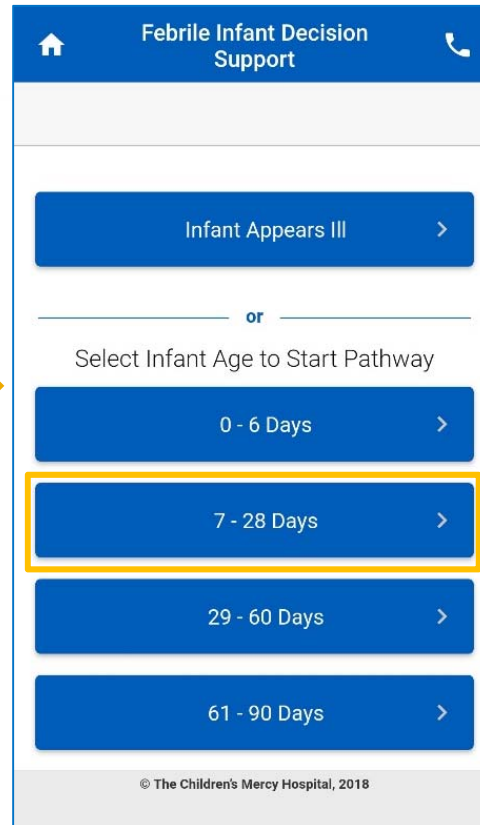 Febrile Infant Decision
Support
Infant Appears Ill
or
Select Infant Age to Start Pathway
0 - 6 Days
7 - 28 Days
29 - 60 Days
61 - 90 Days
© The Children's Mercy Hospital, 2018